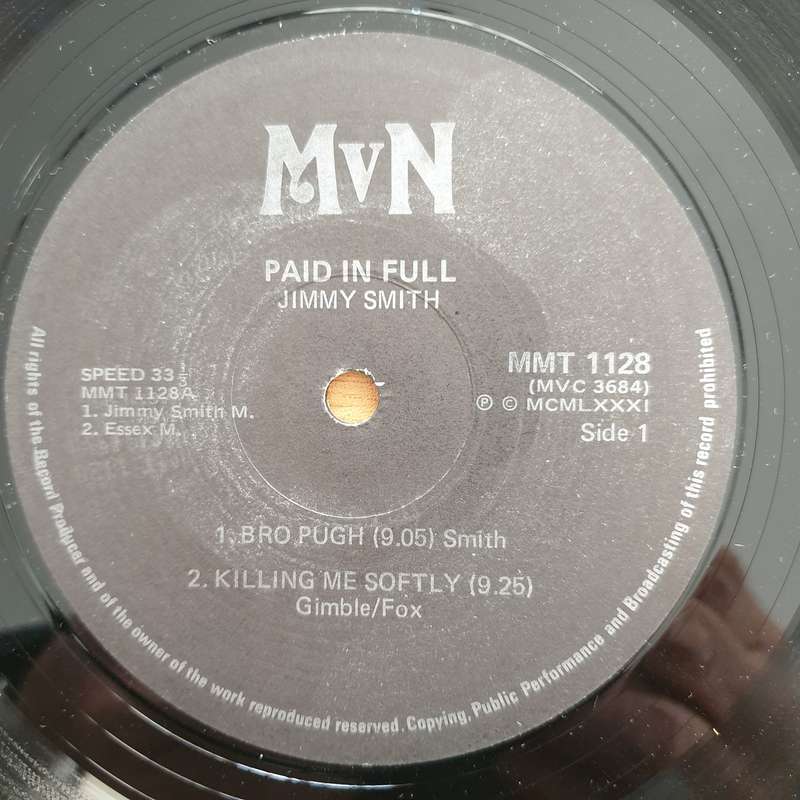 MVN
PAID IN FULL
JIMMY SMITH
SPEED 33 1/3
MMT 1128A
1. Jimmy Smith M.
2. Essex M.
MMT 1128
(MVC 3684)
Ⓟ © MCMLXXXI
Side 1
1. BRO PUGH (9.05) Smith
2. KILLING ME SOFTLY (9.25)
Gimble/Fox
All rights of the Record Producer and of the owner of the work reproduced reserved. Copying, Public Performance and Broadcasting of this record prohibited